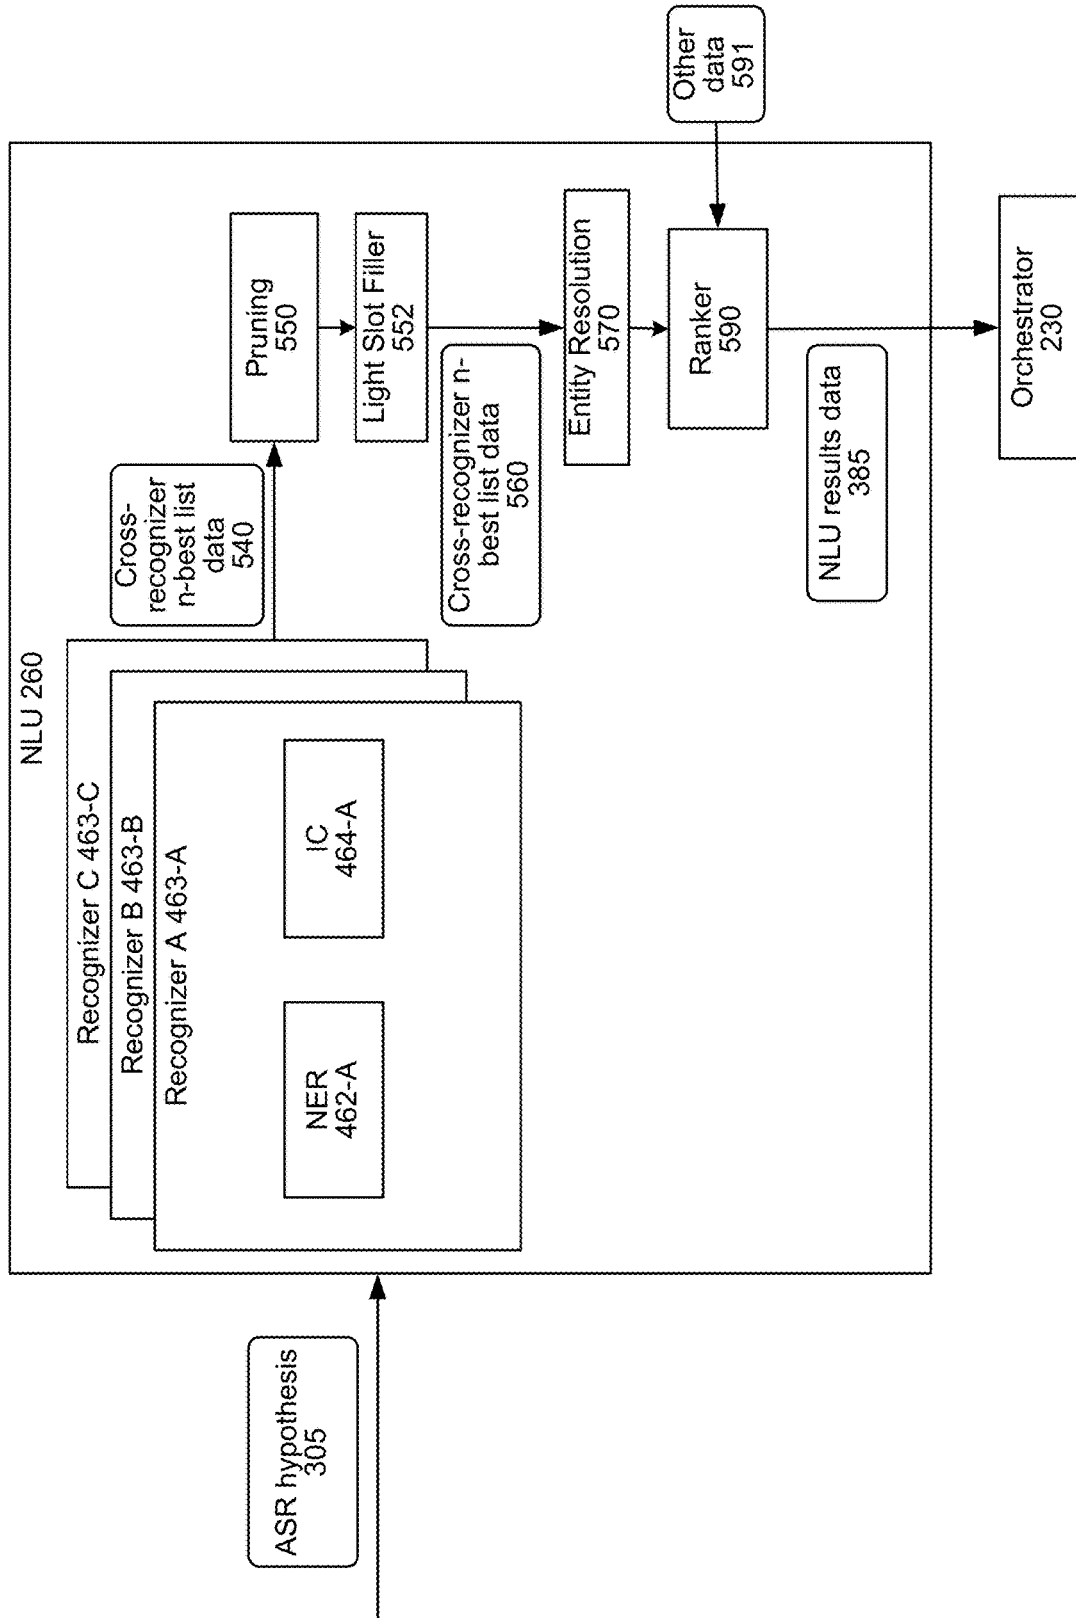 NLU 260
ASR hypothesis
305
Recognizer C 463-C
Recognizer B 463-B
Recognizer A 463-A
NER
462-A
IC
464-A
Cross-
recognizer
n-best list
data
540
Pruning
550
Light Slot Filler
552
Cross-recognizer n-
best list data
560
Entity Resolution
570
Other
data
591
Ranker
590
NLU results data
385
Orchestrator
230